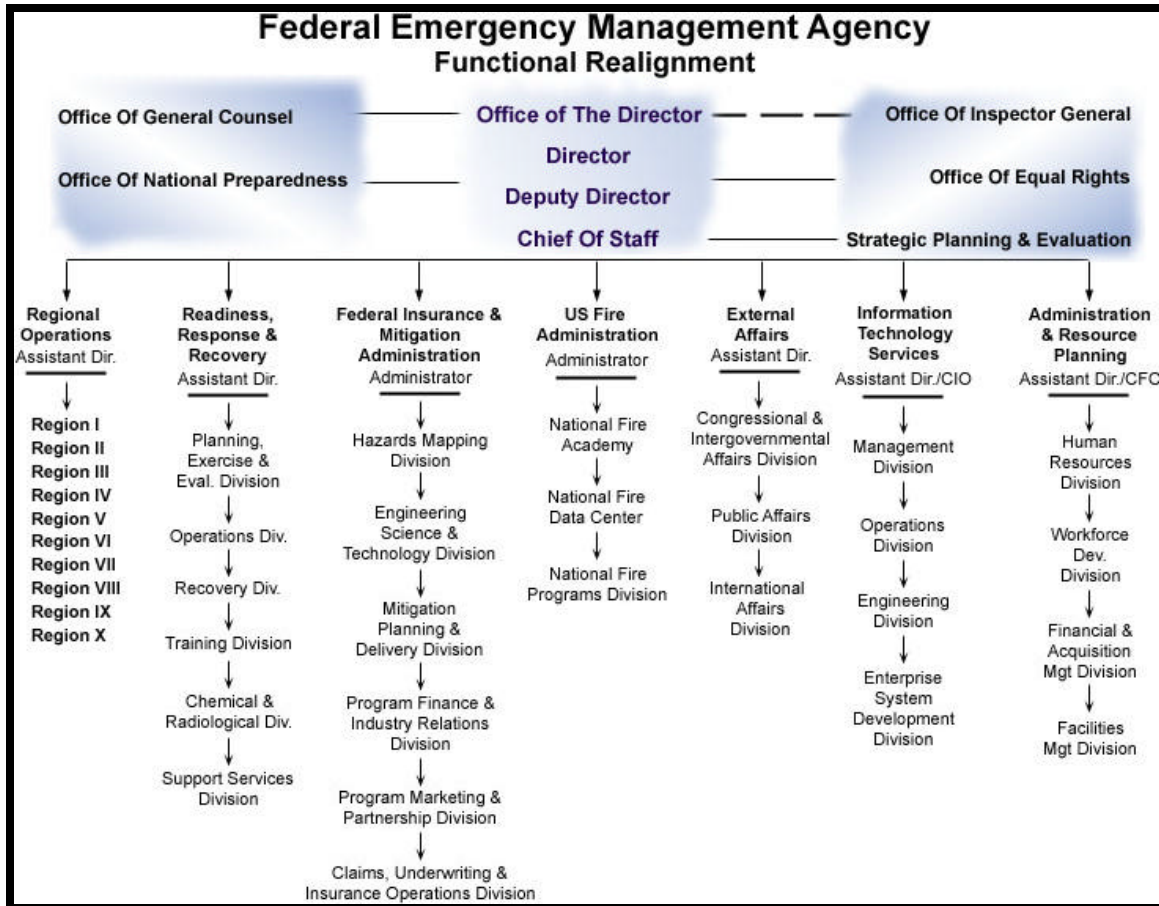 Federal Emergency Management Agency
Functional Realignment
Office Of General Counsel
Office Of National Preparedness
Office of The Director
Director
Deputy Director
Chief Of Staff
Office Of Inspector General
Office Of Equal Rights
Strategic Planning & Evaluation
Regional
Operations
Assistant Dir.
Region I
Region II
Region III
Region IV
Region V
Region VI
Region VII
Region VIII
Region IX
Region X
Readiness,
Response &
Recovery
Assistant Dir.
Planning,
Exercise &
Eval. Division
Operations Div.
Recovery Div.
Training Division
Chemical &
Radiological Div.
Support Services
Division
Federal Insurance &
Mitigation
Administration
Administrator
Hazards Mapping
Division
Engineering
Science &
Technology Division
Mitigation
Planning &
Delivery Division
Program Finance &
Industry Relations
Division
Program Marketing &
Partnership Division
Claims, Underwriting &
Insurance Operations Division
US Fire
Administration
Administrator
National Fire
Academy
National Fire
Data Center
National Fire
Programs Division
External
Affairs
Assistant Dir.
Congressional &
Intergovernmental
Affairs Division
Public Affairs
Division
International
Affairs
Division
Information
Technology
Services
Assistant Dir./CIO
Management
Division
Operations
Division
Engineering
Division
Enterprise
System
Development
Division
Administration
& Resource
Planning
Assistant Dir./CFO
Human
Resources
Division
Workforce
Dev.
Division
Financial &
Acquisition
Mgt Division
Facilities
Mgt Division